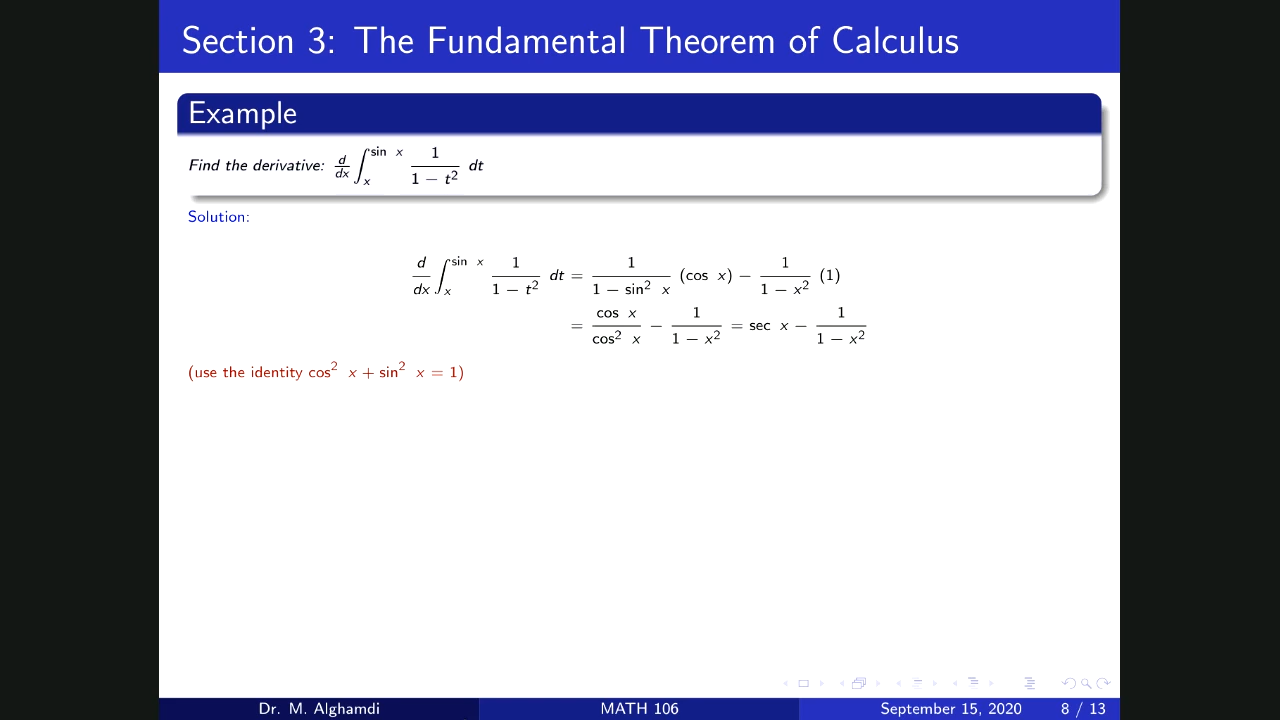 Section 3: The Fundamental Theorem of Calculus
Example
Find the derivative: d/dx ∫_x^{sin x} 1/(1 − t²) dt
Solution:
d/dx ∫_x^{sin x} 1/(1 − t²) dt = 1/(1 − sin² x) (cos x) − 1/(1 − x²) (1)
= cos x/cos² x − 1/(1 − x²) = sec x − 1/(1 − x²)
(use the identity cos² x + sin² x = 1)
Dr. M. Alghamdi MATH 106 September 15, 2020 8 / 13